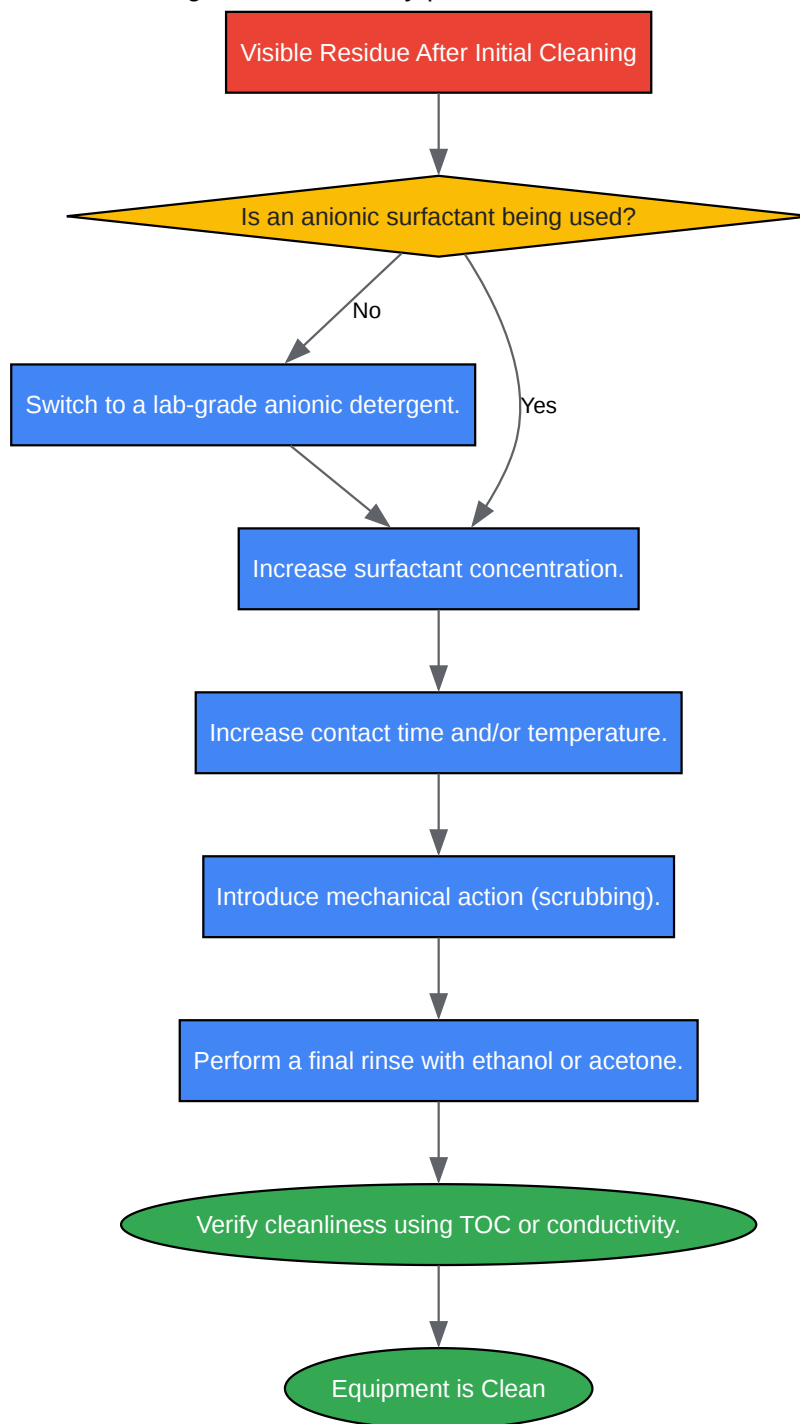 Visible Residue After Initial Cleaning
Is an anionic surfactant being used?
No
Switch to a lab-grade anionic detergent.
Yes
Increase surfactant concentration.
Increase contact time and/or temperature.
Introduce mechanical action (scrubbing).
Perform a final rinse with ethanol or acetone.
Verify cleanliness using TOC or conductivity.
Equipment is Clean